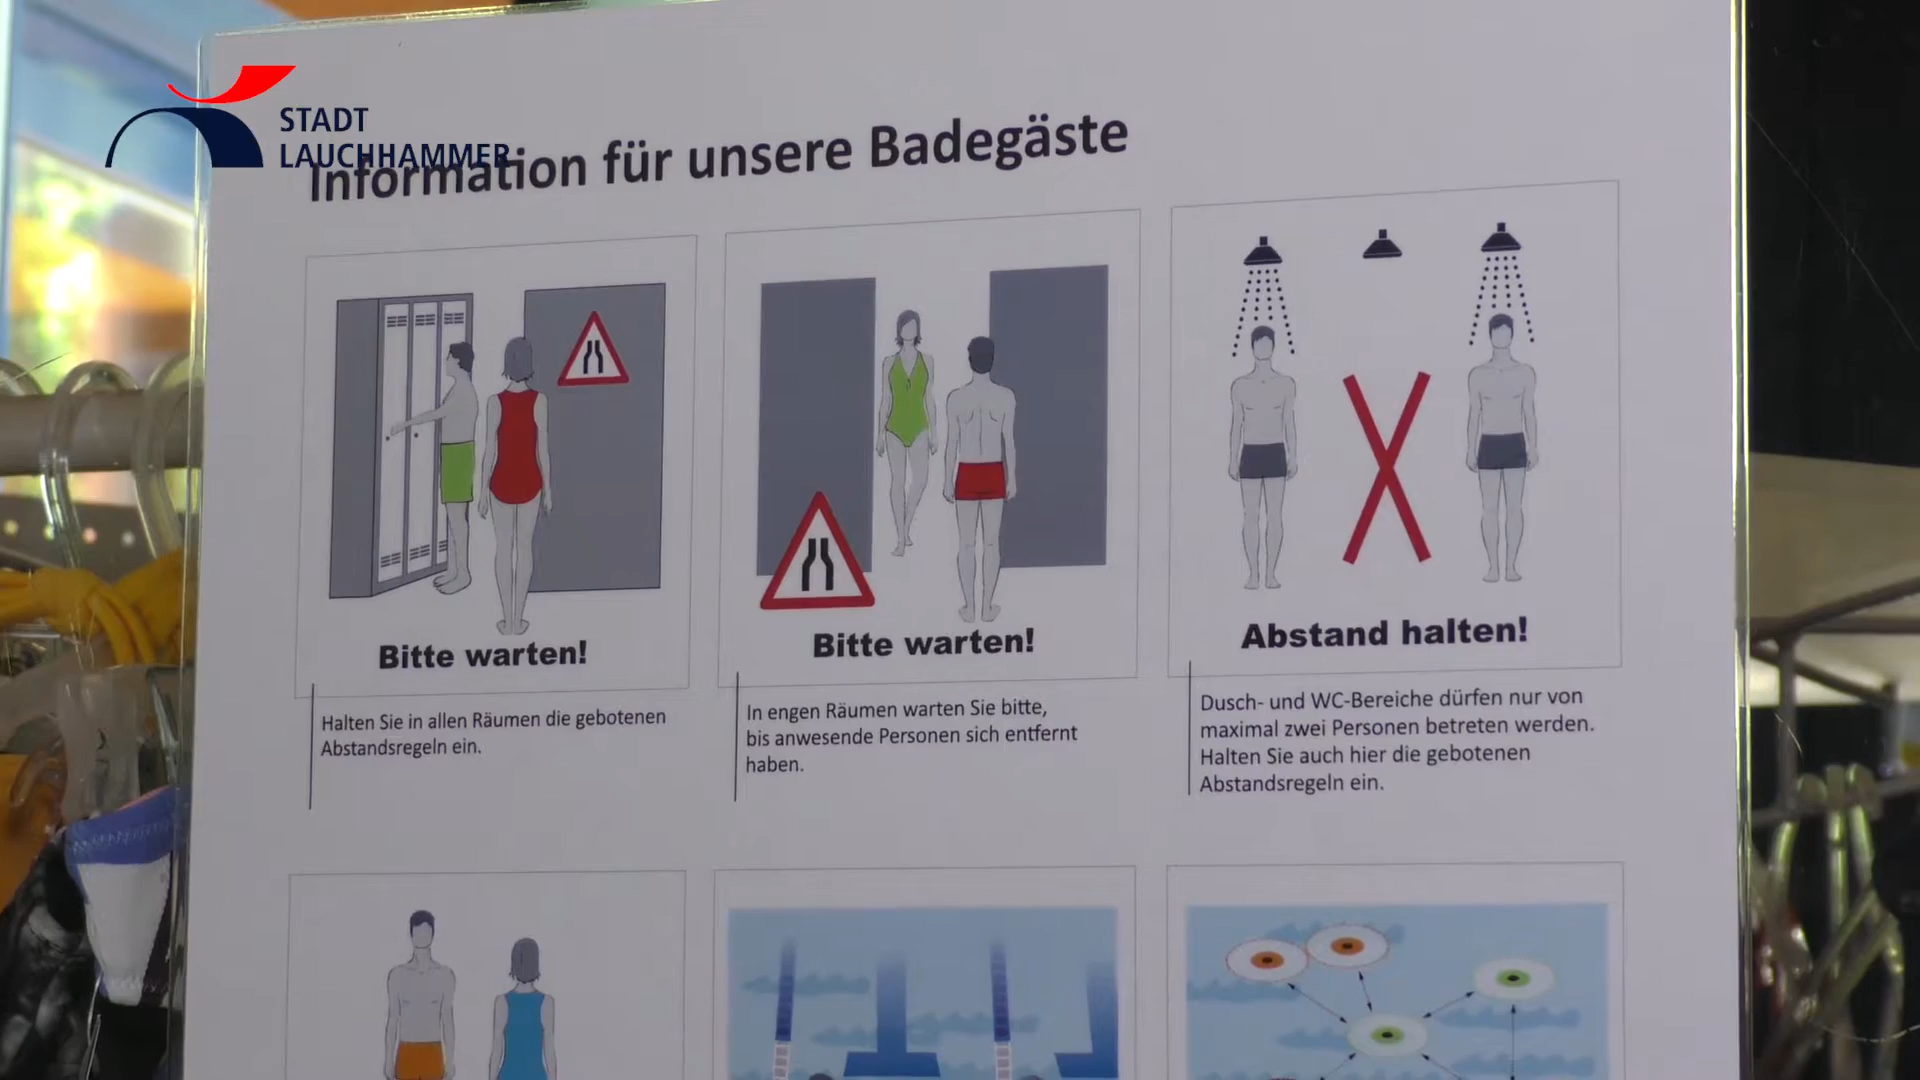 STADT
LAUCHHAMMER
Information für unsere Badegäste
Bitte warten!
Halten Sie in allen Räumen die gebotenen
Abstandsregeln ein.
Bitte warten!
In engen Räumen warten Sie bitte,
bis anwesende Personen sich entfernt
haben.
Abstand halten!
Dusch- und WC-Bereiche dürfen nur von
maximal zwei Personen betreten werden.
Halten Sie auch hier die gebotenen
Abstandsregeln ein.